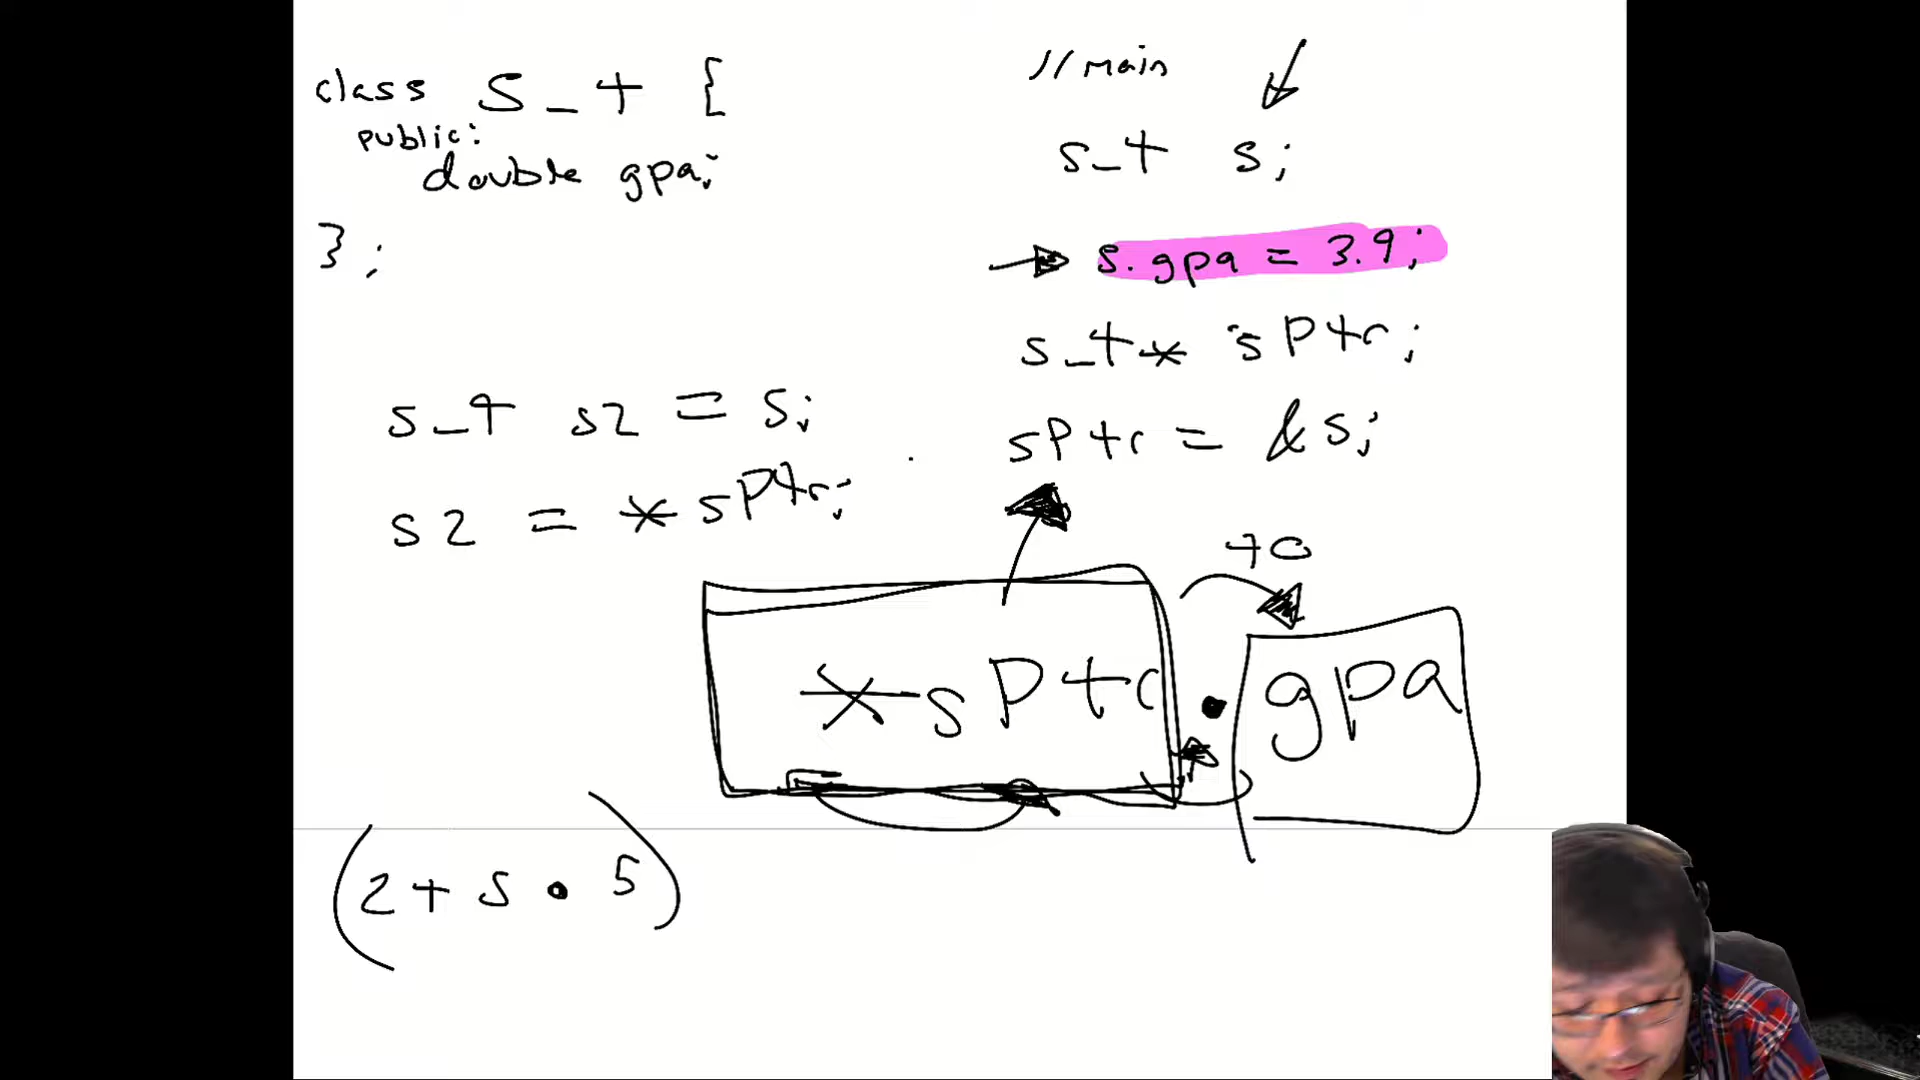 class s_t {
public:
double gpa;
};
s_t s2 = s;
s2 = *sPtr;
//main
s_t s;
s.gpa = 3.9;
s_t* sPtr;
sPtr = &s;
+0
*sPtr.gpa
(2+5•5)